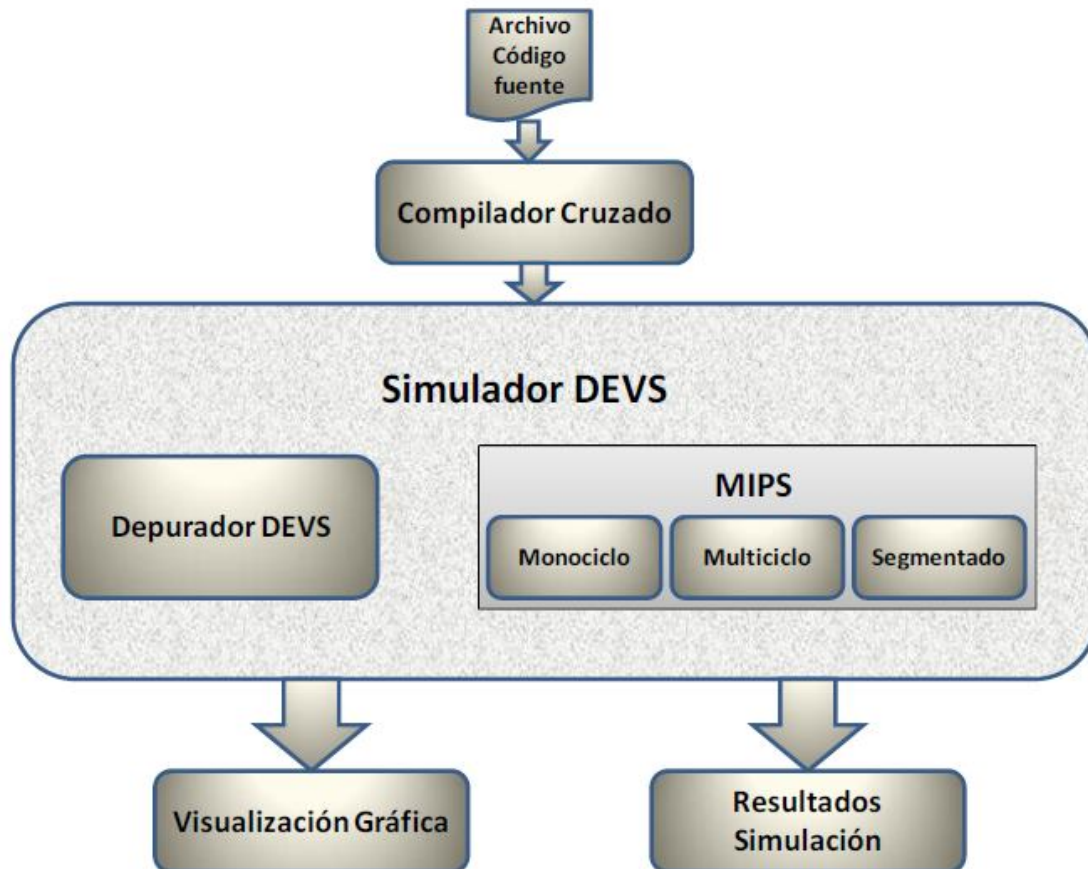 Archivo
Código
fuente
Compilador Cruzado
Simulador DEVS
Depurador DEVS
MIPS
Monociclo
Multiciclo
Segmentado
Visualización Gráfica
Resultados
Simulación